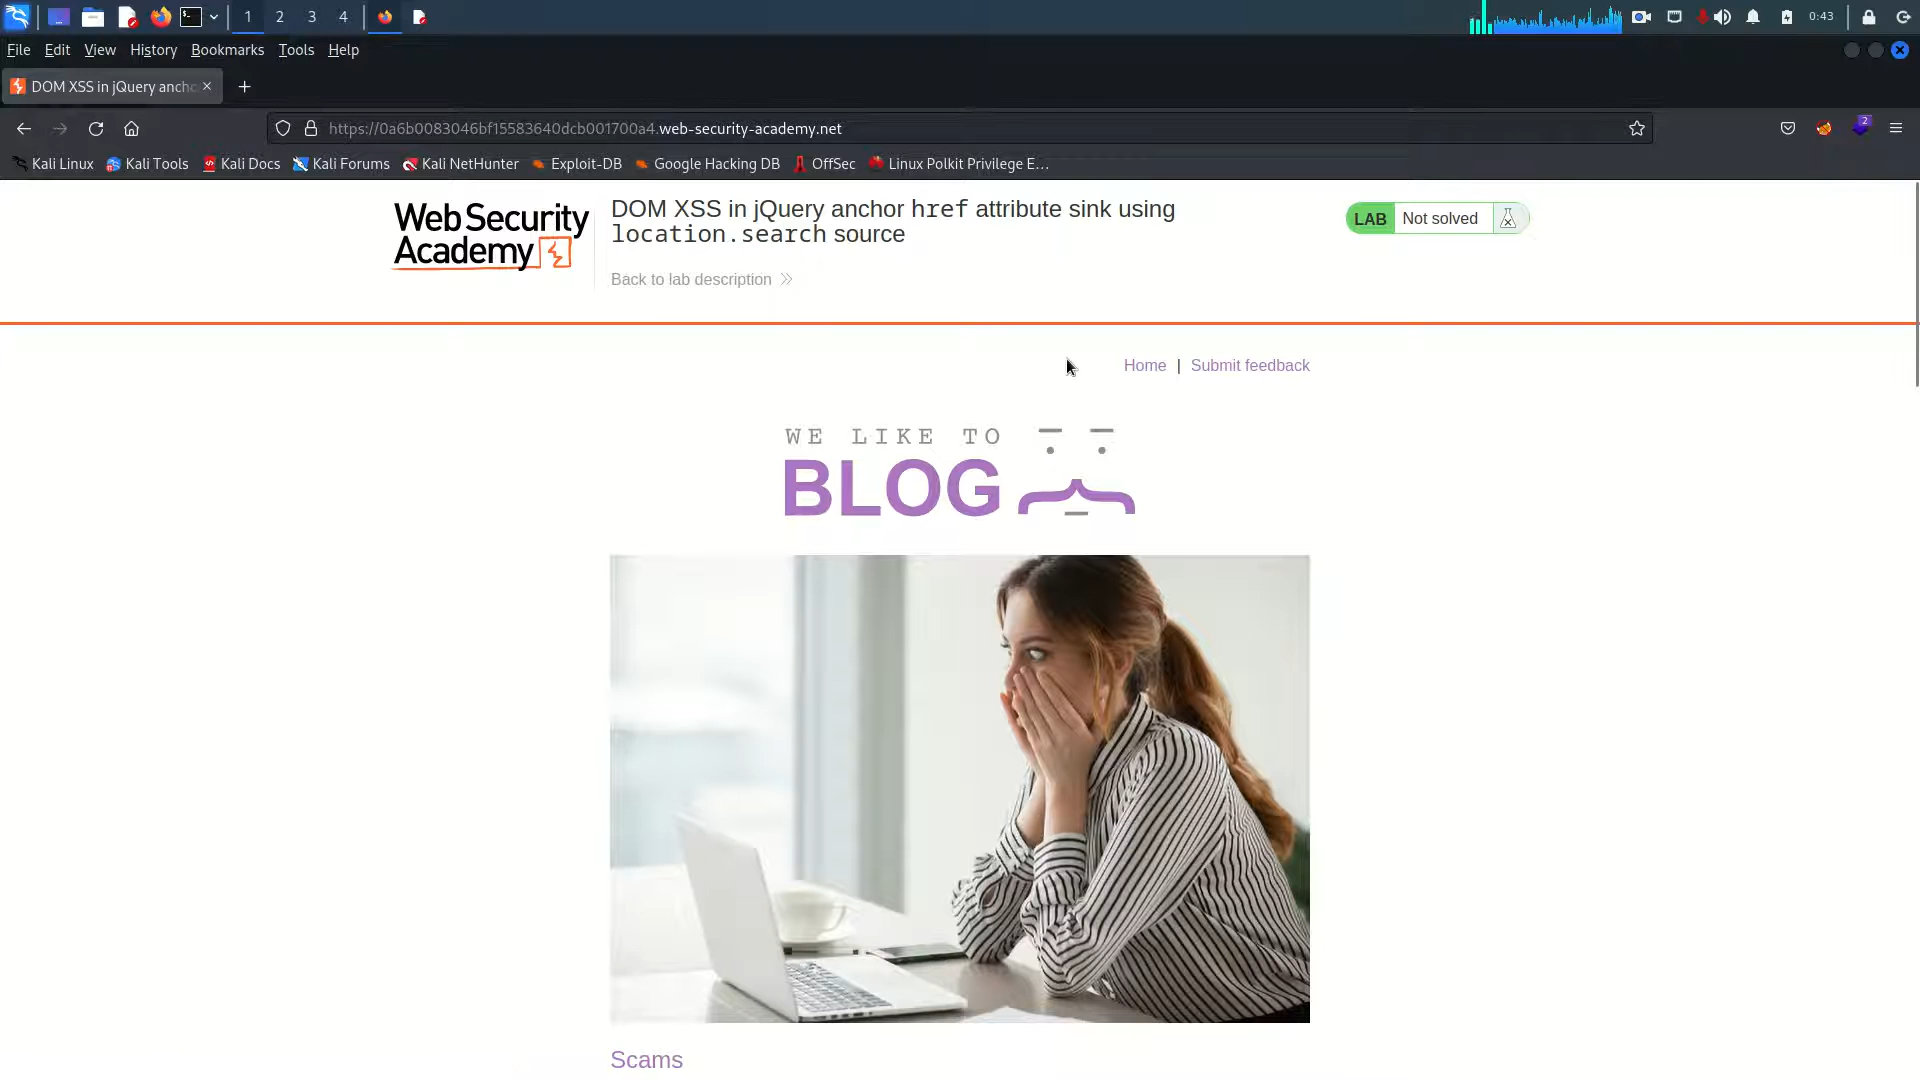 1 2 3 4 0:43
File Edit View History Bookmarks Tools Help
DOM XSS in jQuery ancho
https://0a6b0083046bf15583640dcb001700a4.web-security-academy.net
2
Kali Linux Kali Tools Kali Docs Kali Forums Kali NetHunter Exploit-DB Google Hacking DB OffSec Linux Polkit Privilege E…
WebSecurity
Academy
DOM XSS in jQuery anchor href attribute sink using
location.search source
LAB Not solved
Back to lab description
Home | Submit feedback
WE LIKE TO
BLOG
Scams